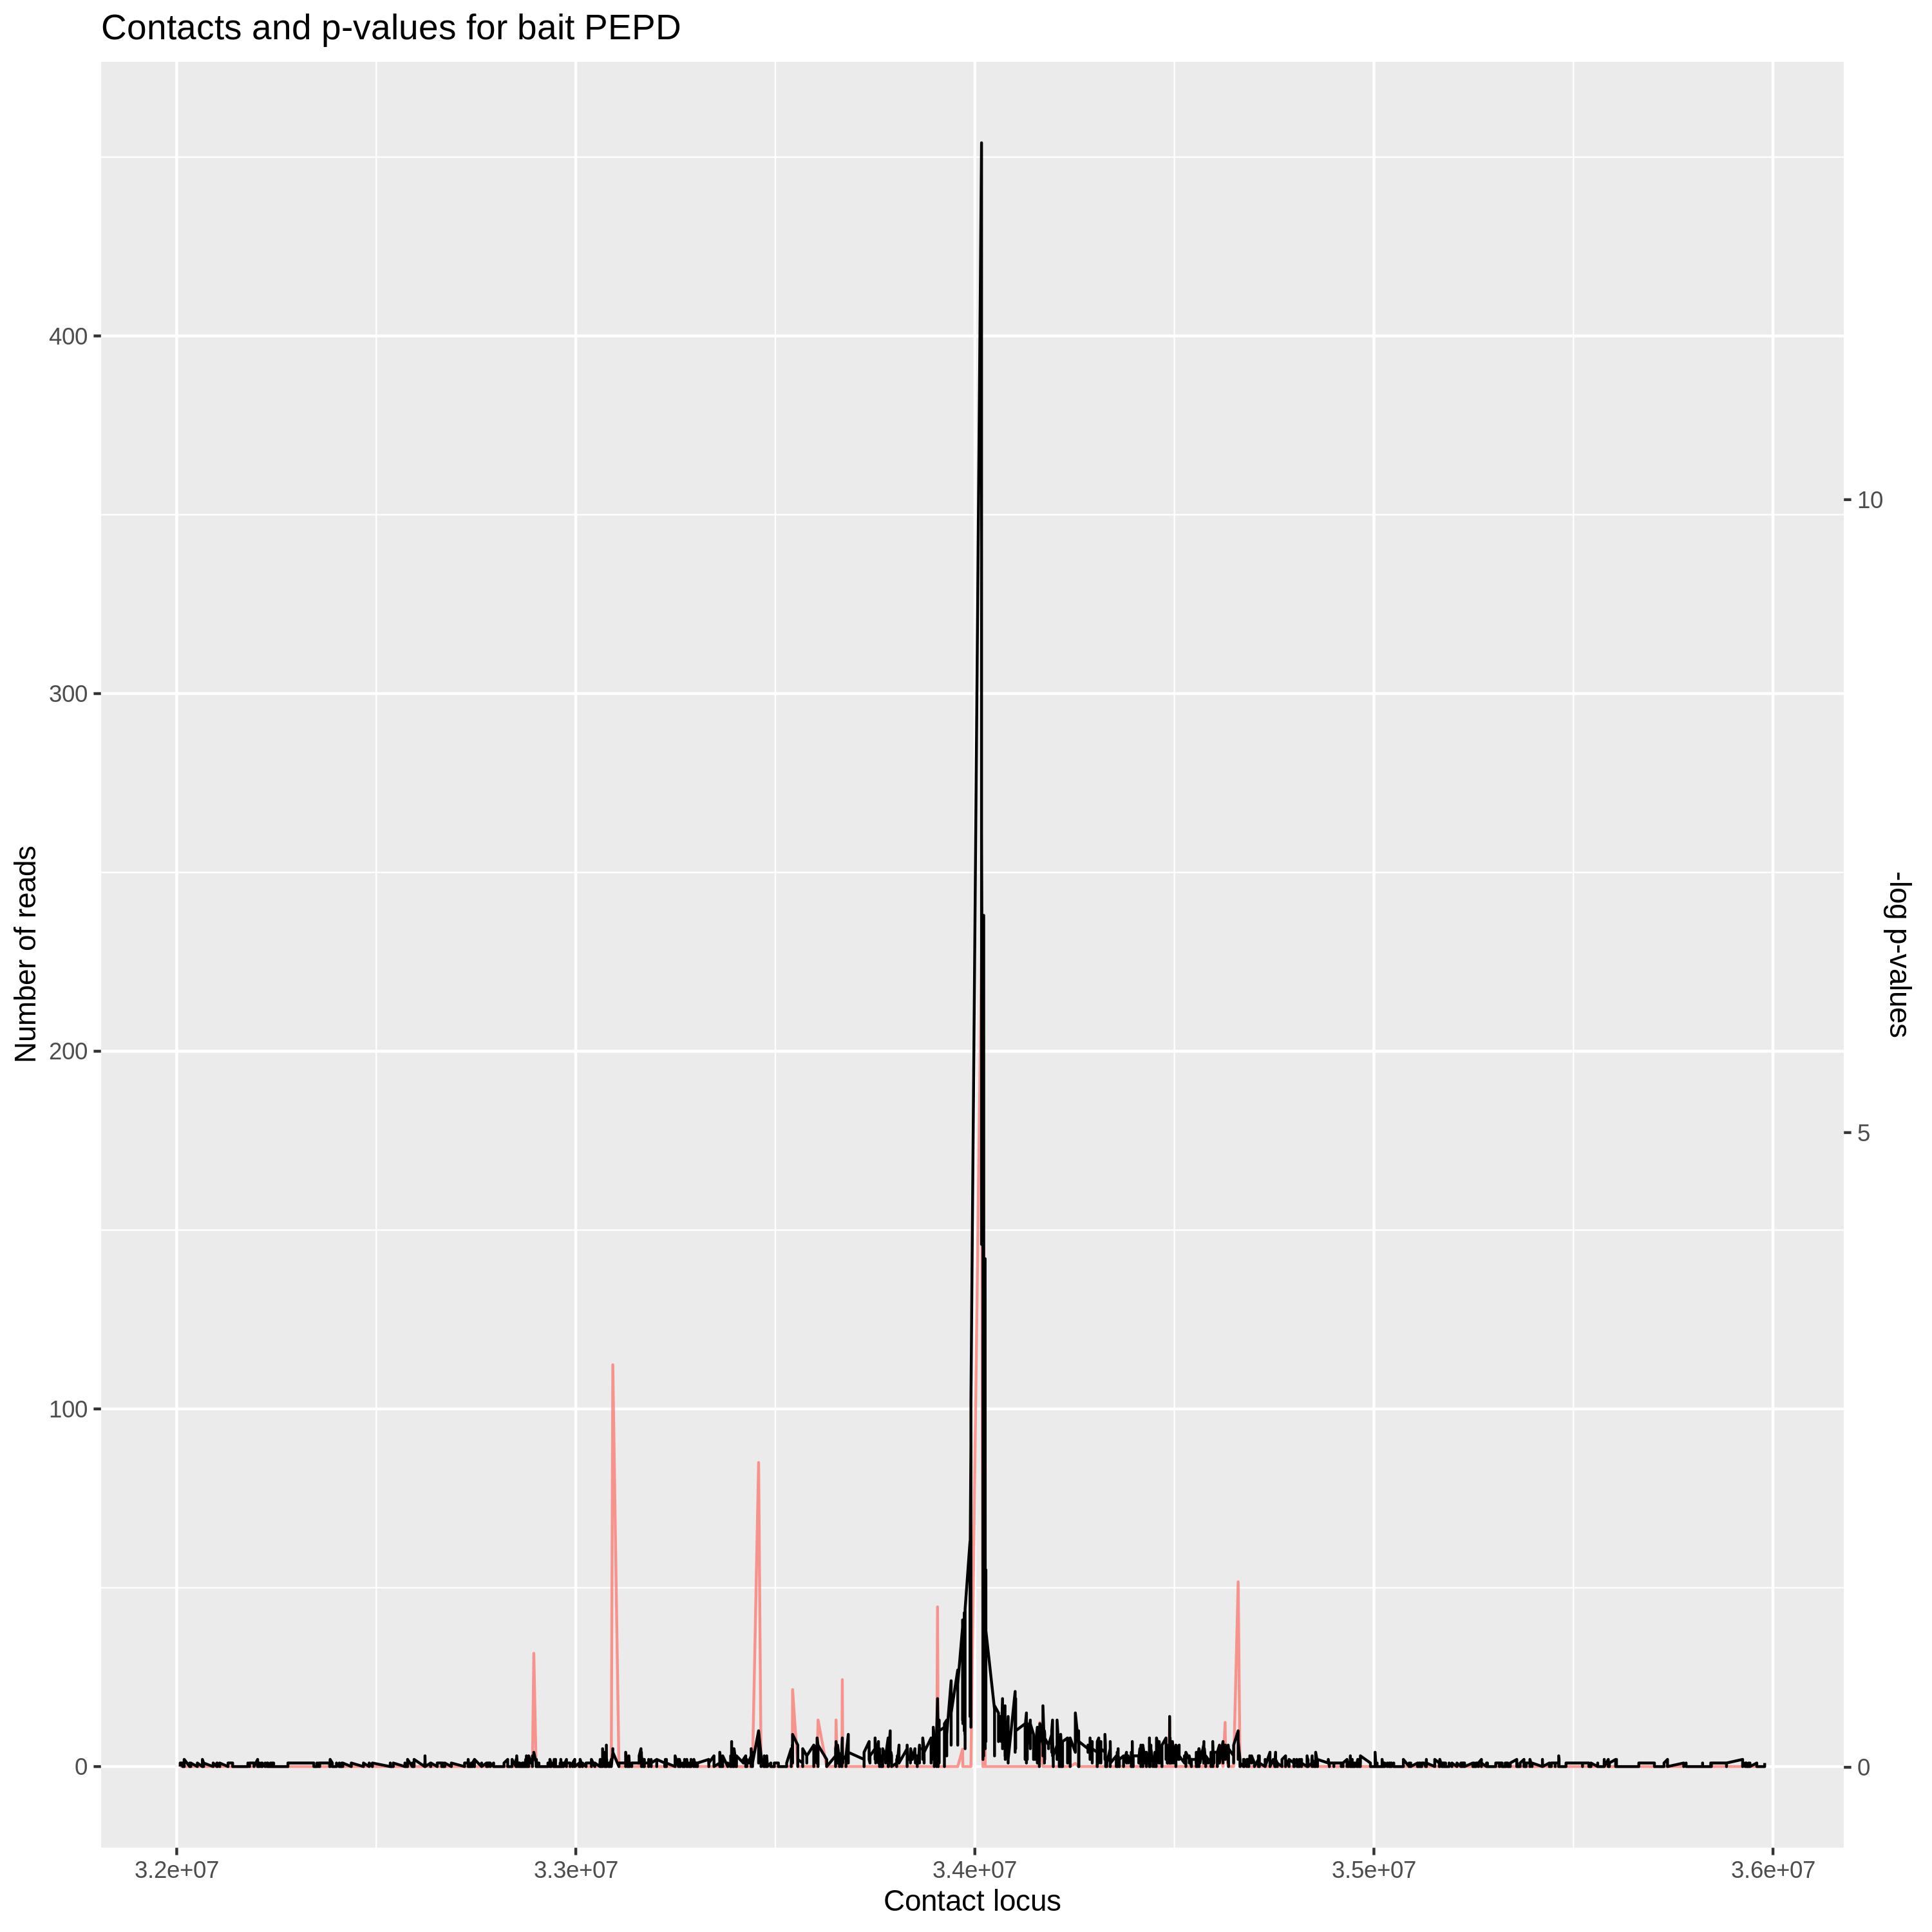 Contacts and p-values for bait PEPD
400
300
200
100
0
Number of reads
10
5
0
-log p-values
3.2e+07 3.3e+07 3.4e+07 3.5e+07 3.6e+07
Contact locus